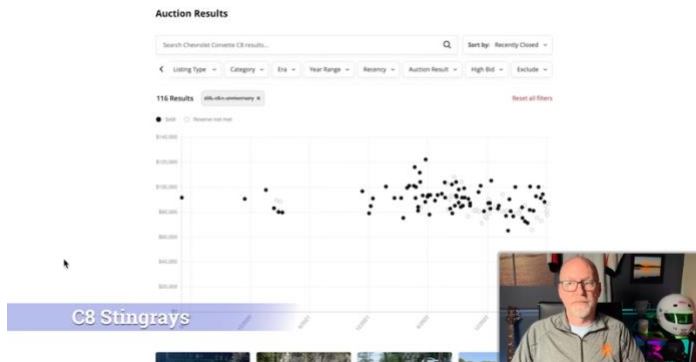 Auction Results
Search Chevrolet Corvette C8 results...
Sort by: Recently Closed
Listing Type
Category
Era
Year Range
Recency
Auction Result
High Bid
Exclude
116 Results
Reset all filters
Sold
Reserve not met
$140,000
$120,000
$100,000
$80,000
$60,000
$40,000
$20,000
C8 Stingrays